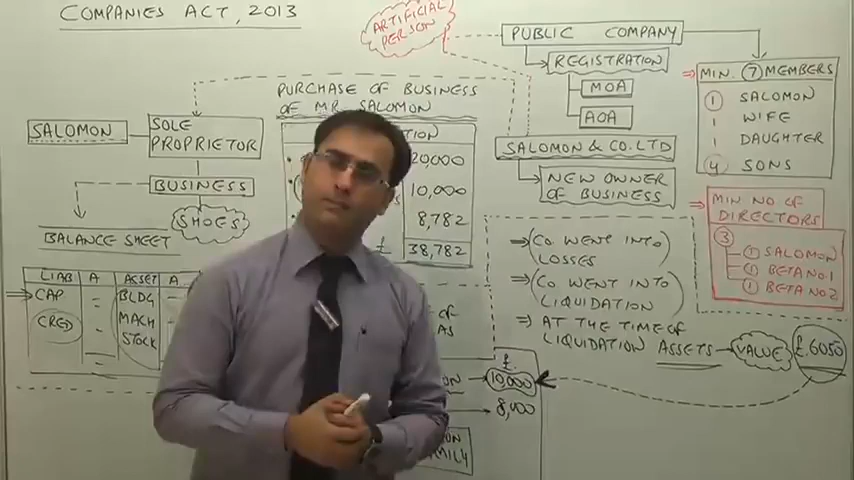 COMPANIES ACT, 2013
ARTIFICIAL
PERSON
PUBLIC COMPANY
REGISTRATION
MOA
AOA
SALOMON & CO. LTD
NEW OWNER
OF BUSINESS
MIN. 7 MEMBERS
1 SALOMON
1 WIFE
1 DAUGHTER
4 SONS
MIN NO OF
DIRECTORS
3
1 SALOMON
1 BETA NO.1
1 BETA NO 2
PURCHASE OF BUSINESS
OF MR. SALOMON
20,000
10,000
8,782
£ 38,782
SALOMON
SOLE
PROPRIETOR
BUSINESS
SHOES
BALANCE SHEET
LIAB A ASSET A
CAP - BLDG
CRED - MACH
STOCK
⇒ CO. WENT INTO
LOSSES
⇒ CO WENT INTO
LIQUIDATION
⇒ AT THE TIME OF
LIQUIDATION ASSETS → VALUE £.6050
OF
AS
£
10,000